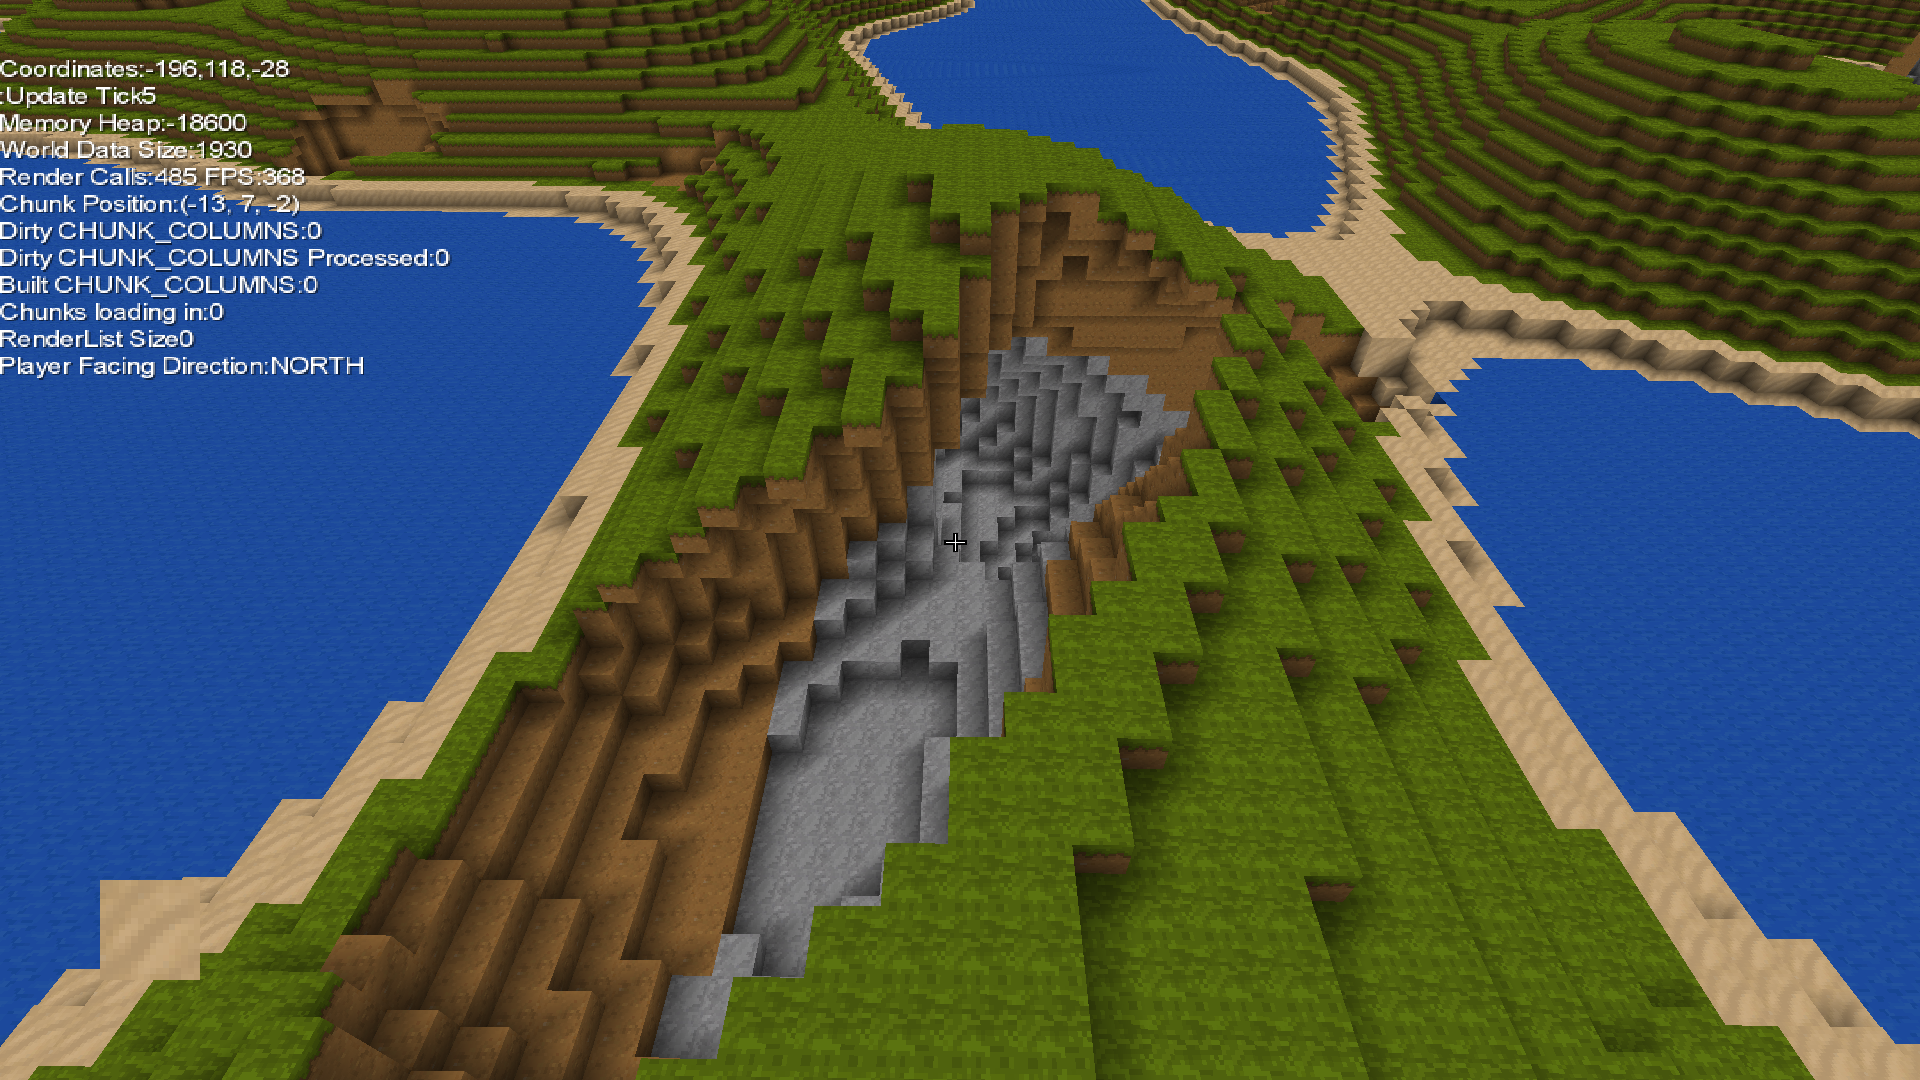 Coordinates:-196,118,-28
:Update Tick5
Memory Heap:-18600
World Data Size:1930
Render Calls:485 FPS:368
Chunk Position:(-13, 7, -2)
Dirty CHUNK_COLUMNS:0
Dirty CHUNK_COLUMNS Processed:0
Built CHUNK_COLUMNS:0
Chunks loading in:0
RenderList Size0
Player Facing Direction:NORTH